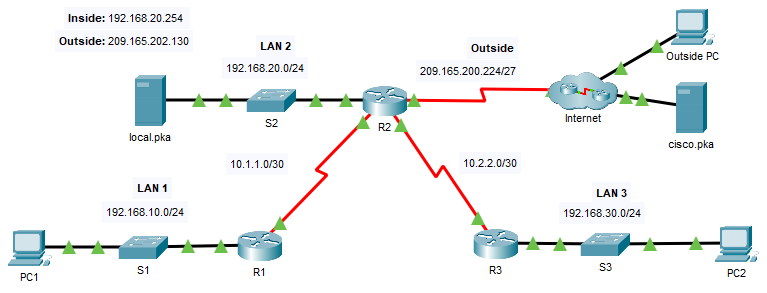 Inside: 192.168.20.254
Outside: 209.165.202.130
LAN 2
192.168.20.0/24
Outside
209.165.200.224/27
Outside PC
Internet
cisco.pka
local.pka
S2
R2
10.1.1.0/30
10.2.2.0/30
LAN 1
192.168.10.0/24
LAN 3
192.168.30.0/24
PC1
S1
R1
R3
S3
PC2